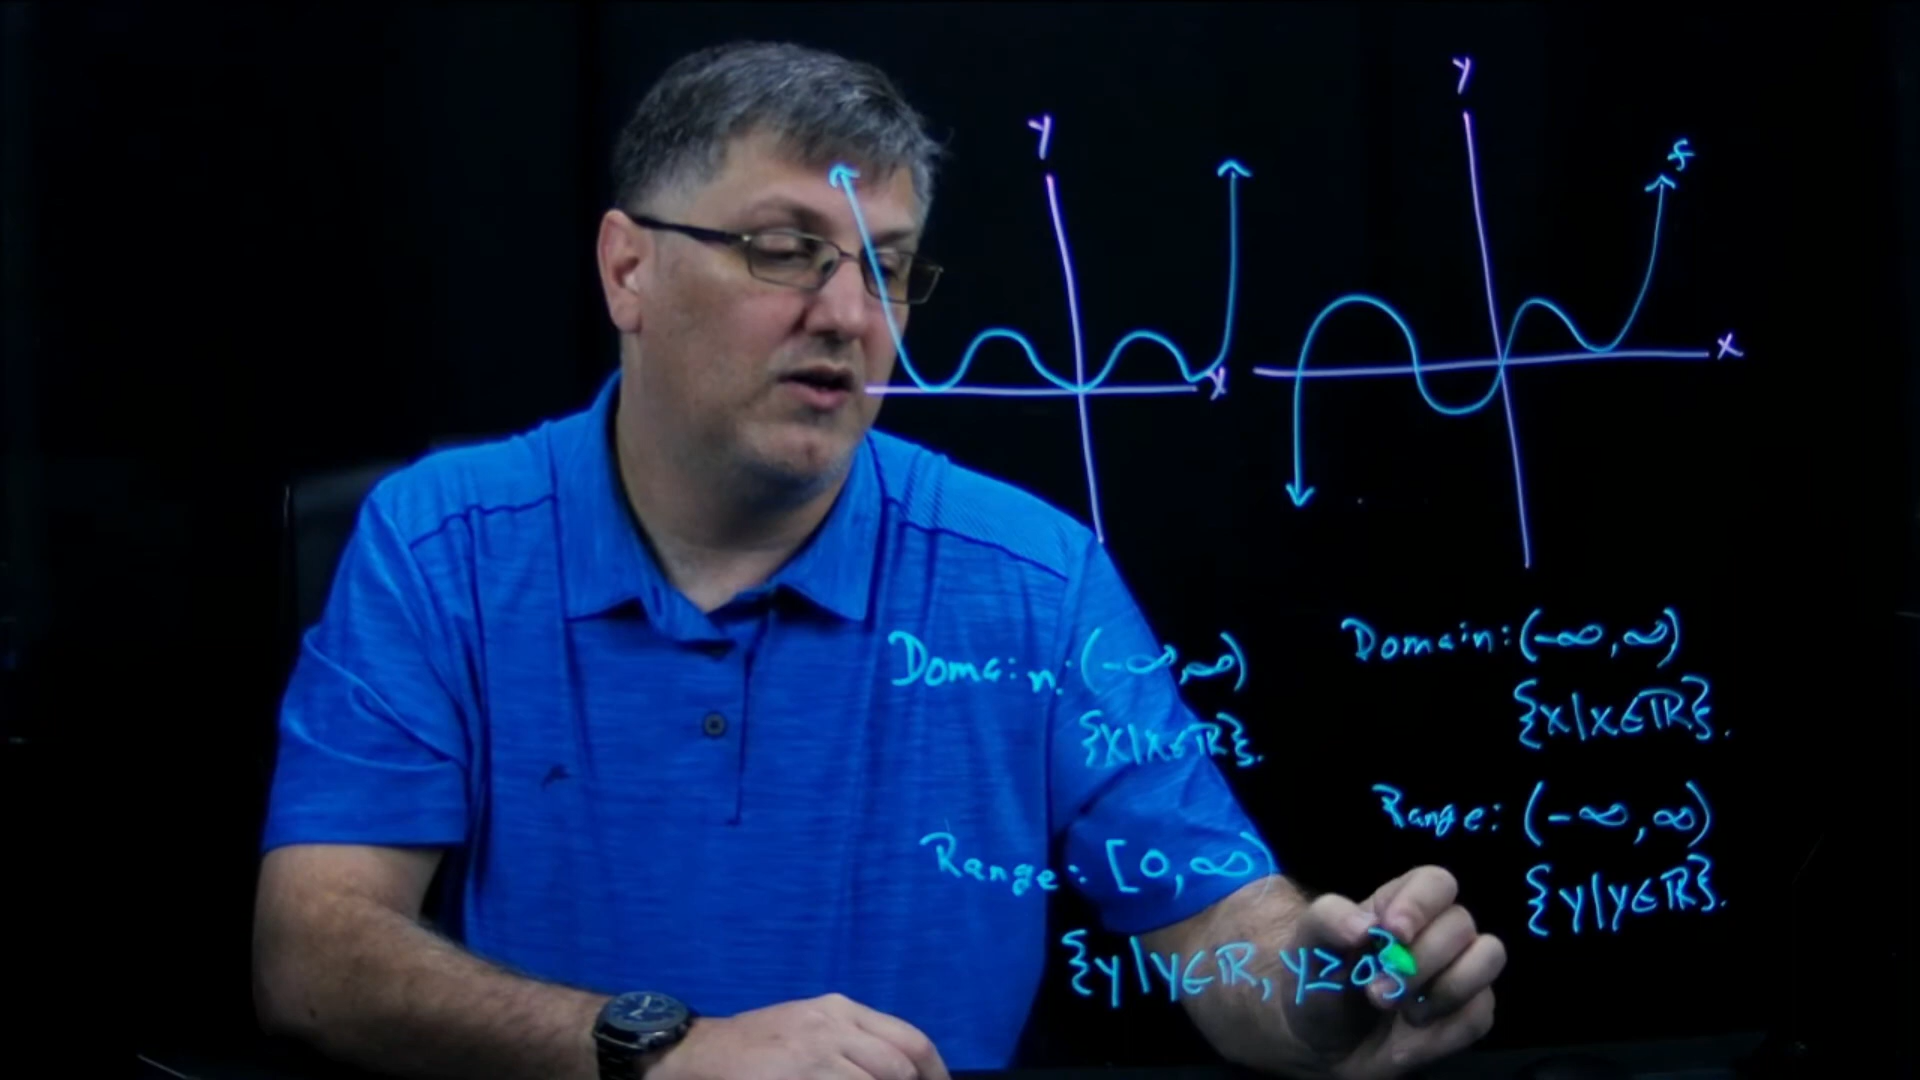 y
x
Domain: (-∞,∞)
{x|x∈ℝ}.
Range: [0,∞)
{y|y∈ℝ, y≥0}.
y
f
x
Domain: (-∞,∞)
{x|x∈ℝ}.
Range: (-∞,∞)
{y|y∈ℝ}.